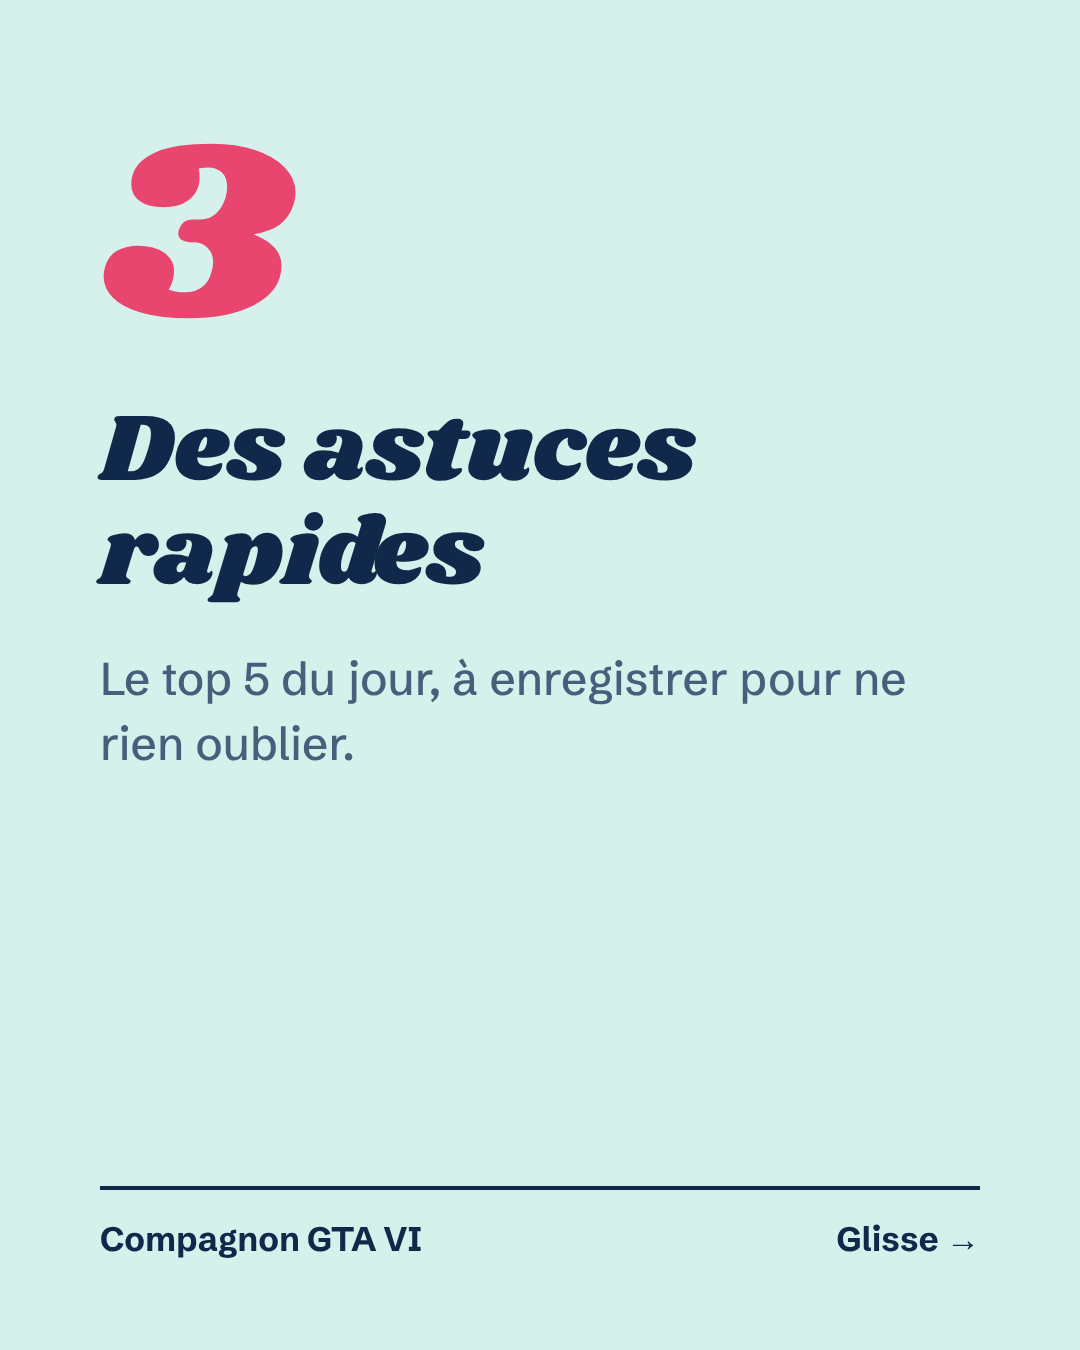 3
Des astuces
rapides
Le top 5 du jour, à enregistrer pour ne
rien oublier.
Compagnon GTA VI
Glisse →